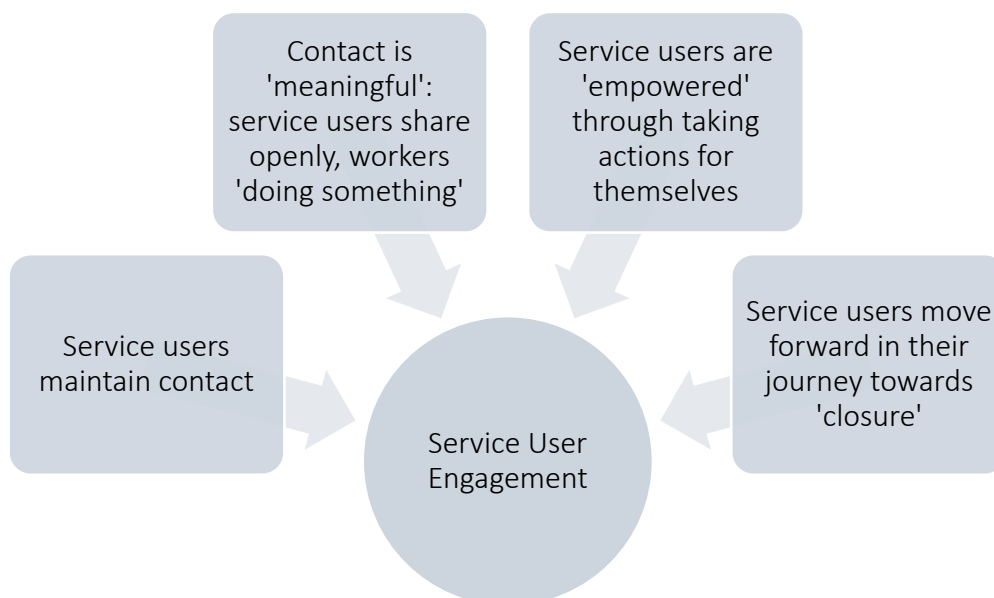 Contact is
'meaningful':
service users share
openly, workers
'doing something'
Service users are
'empowered'
through taking
actions for
themselves
Service users
maintain contact
Service users move
forward in their
journey towards
'closure'
Service User
Engagement